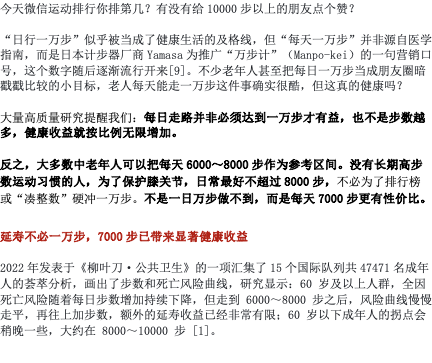 今天微信运动排行你排第几？有没有给 10000 步以上的朋友点个赞？
“日行一万步”似乎被当成了健康生活的及格线，但“每天一万步”并非源自医学
指南，而是日本计步器厂商 Yamasa 为推广“万步计”（Manpo-kei）的一句营销口
号，这个数字随后逐渐流行开来[9]。不少老年人甚至把每日一万步当成朋友圈暗
戳戳比较的小目标，老人每天能走一万步这件事确实很酷，但这真的健康吗？
大量高质量研究提醒我们：每日走路并非必须达到一万步才有益，也不是步数越
多，健康收益就按比例无限增加。
反之，大多数中老年人可以把每天 6000～8000 步作为参考区间。没有长期高步
数运动习惯的人，为了保护膝关节，日常最好不超过 8000 步，不必为了排行榜
或“凑整数”硬冲一万步。不是一日万步做不到，而是每天 7000 步更有性价比。
延寿不必一万步，7000 步已带来显著健康收益
2022 年发表于《柳叶刀·公共卫生》的一项汇集了 15 个国际队列共 47471 名成年
人的荟萃分析，画出了步数和死亡风险曲线，研究显示：60 岁及以上人群，全因
死亡风险随着每日步数增加持续下降，但走到 6000～8000 步之后，风险曲线慢慢
走平，再往上加步数，额外的延寿收益已经非常有限；60 岁以下成年人的拐点会
稍晚一些，大约在 8000～10000 步 [1]。